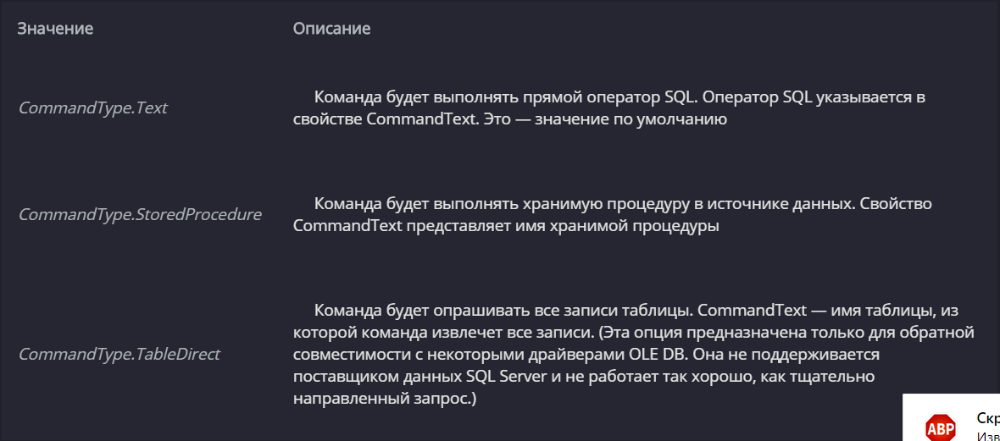 Значение Описание
Команда будет выполнять прямой оператор SQL. Оператор SQL указывается в
CommandType.Text
свойстве CommandText. Это — значение по умолчанию
Команда будет выполнять хранимую процедуру в источнике данных. Свойство
CommandType.StoredProcedure
CommandText представляет имя хранимой процедуры
Команда будет опрашивать все записи таблицы. CommandText — имя таблицы, из
которой команда извлечет все записи. (Эта опция предназначена только для обратной
CommandType.TableDirect
совместимости с некоторыми драйверами OLE DB. Она не поддерживается
поставщиком данных SQL Server и не работает так хорошо, как тщательно
направленный запрос.)
ABP